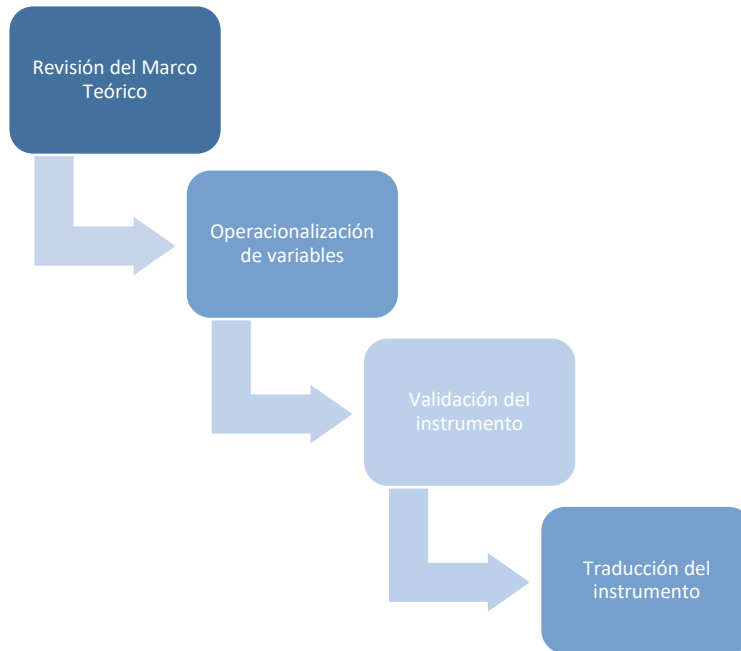 Revisión del Marco
Teórico
Operacionalización
de variables
Validación del
instrumento
Traducción del
instrumento